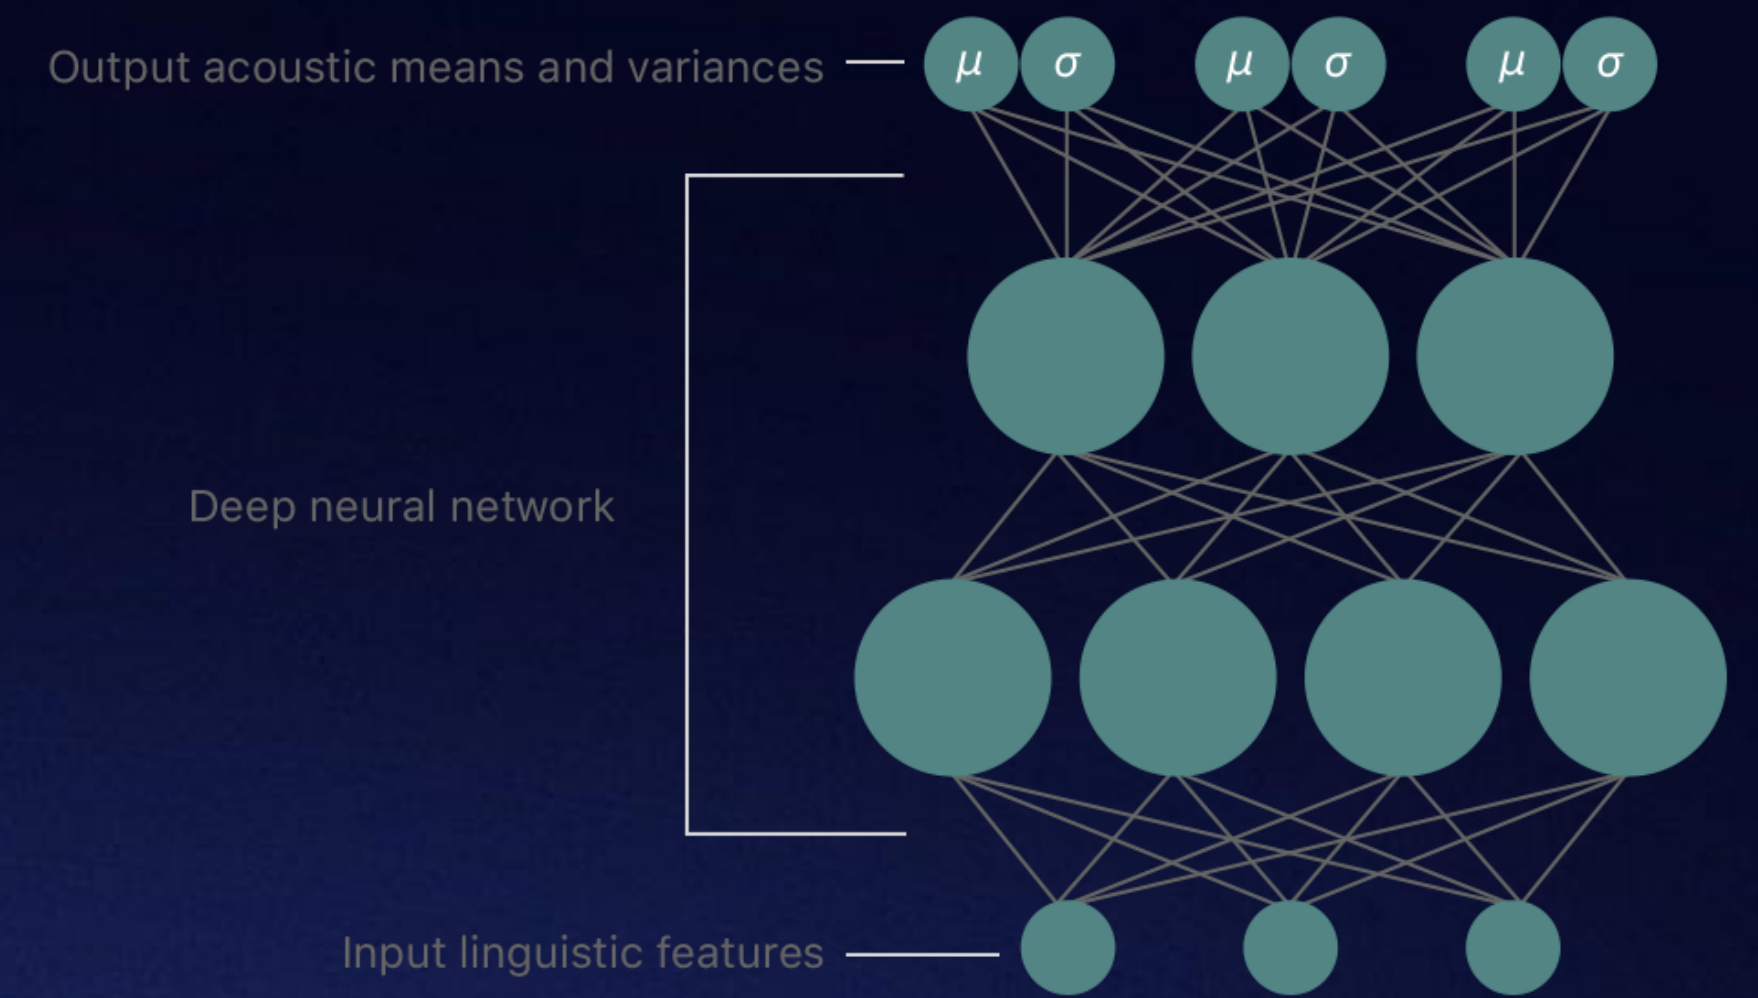 Output acoustic means and variances
μ σ μ σ μ σ
Deep neural network
Input linguistic features